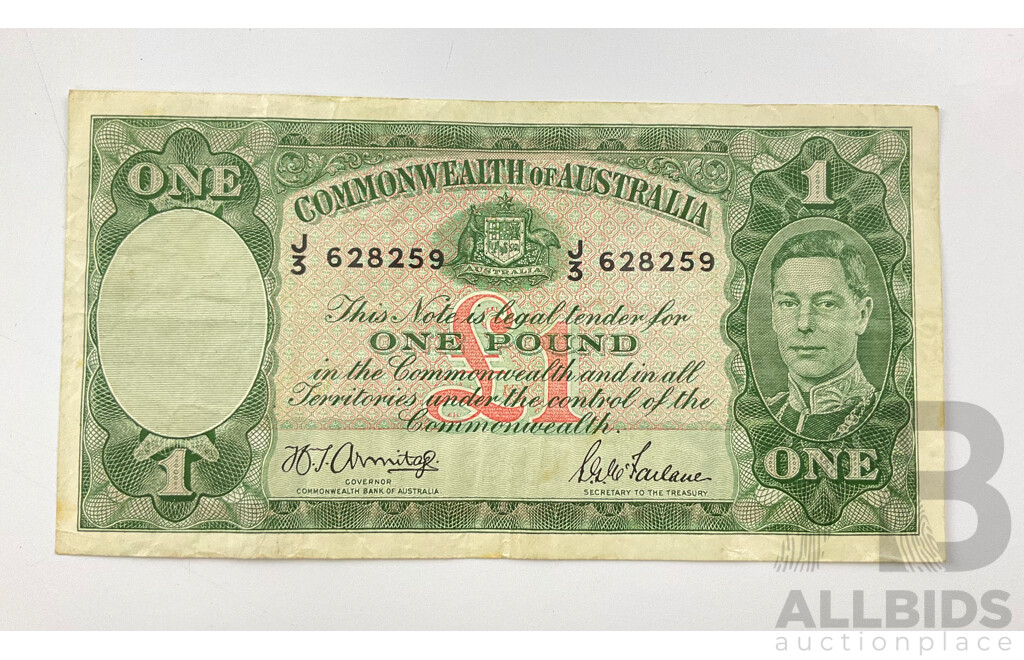 ONE
1
COMMONWEALTH OF AUSTRALIA
J/3 628259 J/3 628259
AUSTRALIA
This Note is legal tender for
ONE POUND
£1
in the Commonwealth and in all
Territories under the control of the
Commonwealth.
H.T. Armitage
S.G. McFarlane
GOVERNOR
COMMONWEALTH BANK OF AUSTRALIA.
SECRETARY TO THE TREASURY.
1
ONE
B
ALLBIDS
auctionplace